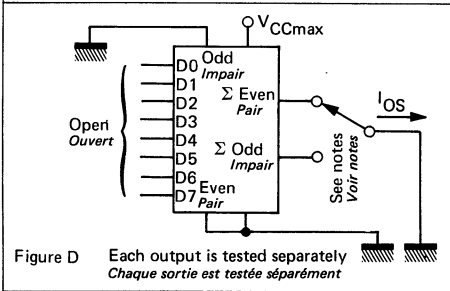 VCCmax
Odd
Impair
D0
D1
D2
D3
D4
D5
D6
D7
Open
Ouvert
Σ Even
Pair
Σ Odd
Impair
Even
Pair
IOS
See notes
Voir notes
Figure D Each output is tested separately
Chaque sortie est testée séparément